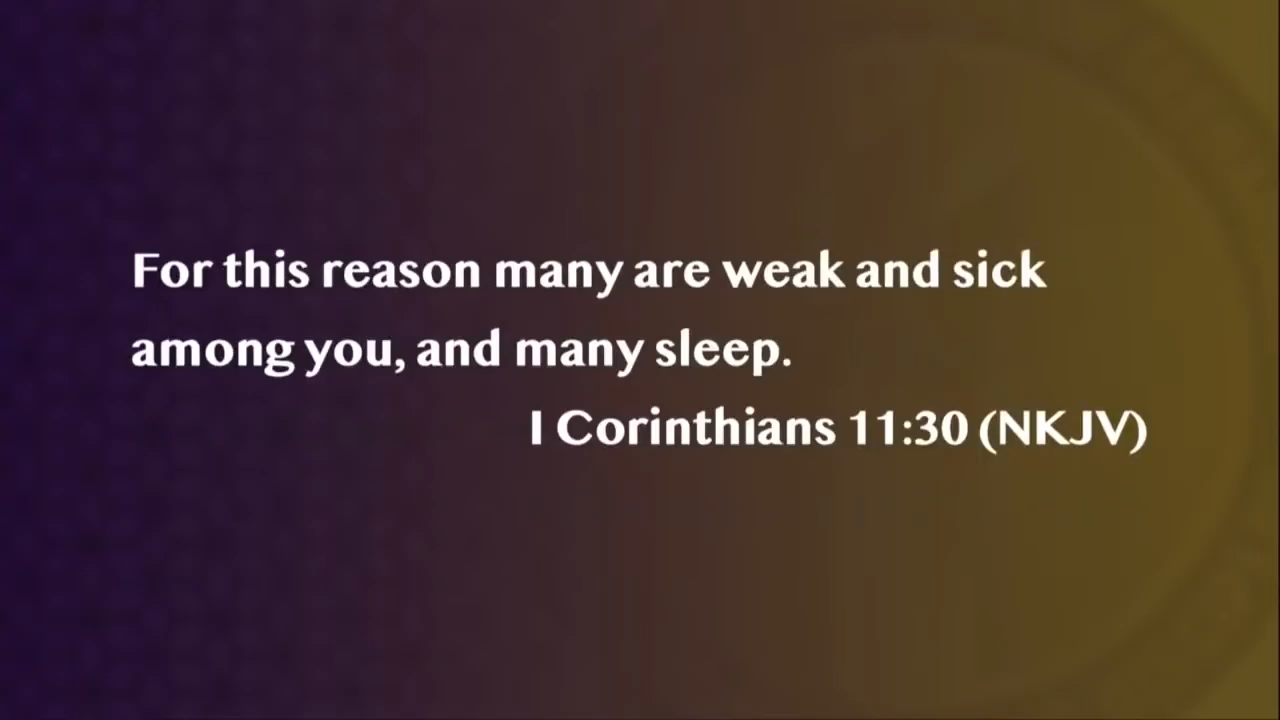 For this reason many are weak and sick
among you, and many sleep.
I Corinthians 11:30 (NKJV)